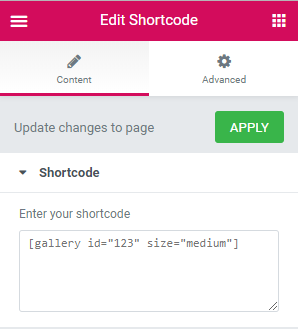 Edit Shortcode
Content
Advanced
Update changes to page
APPLY
Shortcode
Enter your shortcode
[gallery id="123" size="medium"]